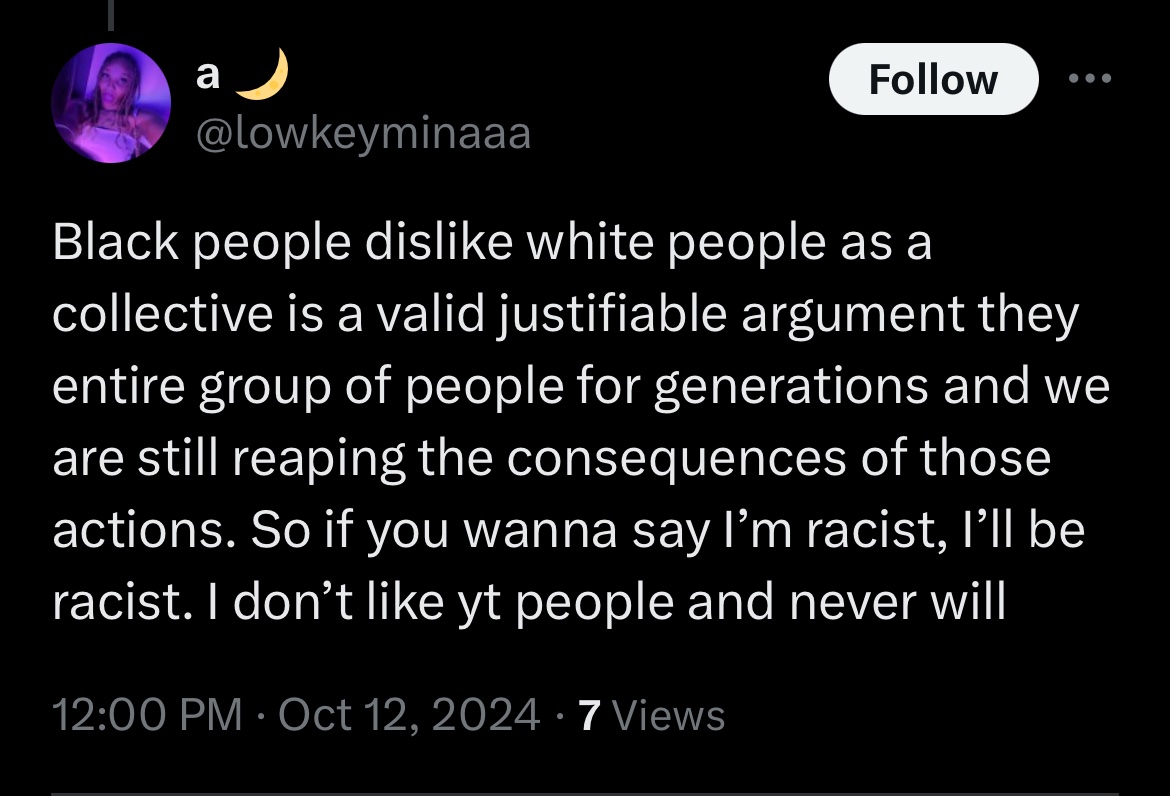 a 🌙
Follow
@lowkeyminaaa
Black people dislike white people as a
collective is a valid justifiable argument they
entire group of people for generations and we
are still reaping the consequences of those
actions. So if you wanna say I’m racist, I’ll be
racist. I don’t like yt people and never will
12:00 PM · Oct 12, 2024 · 7 Views